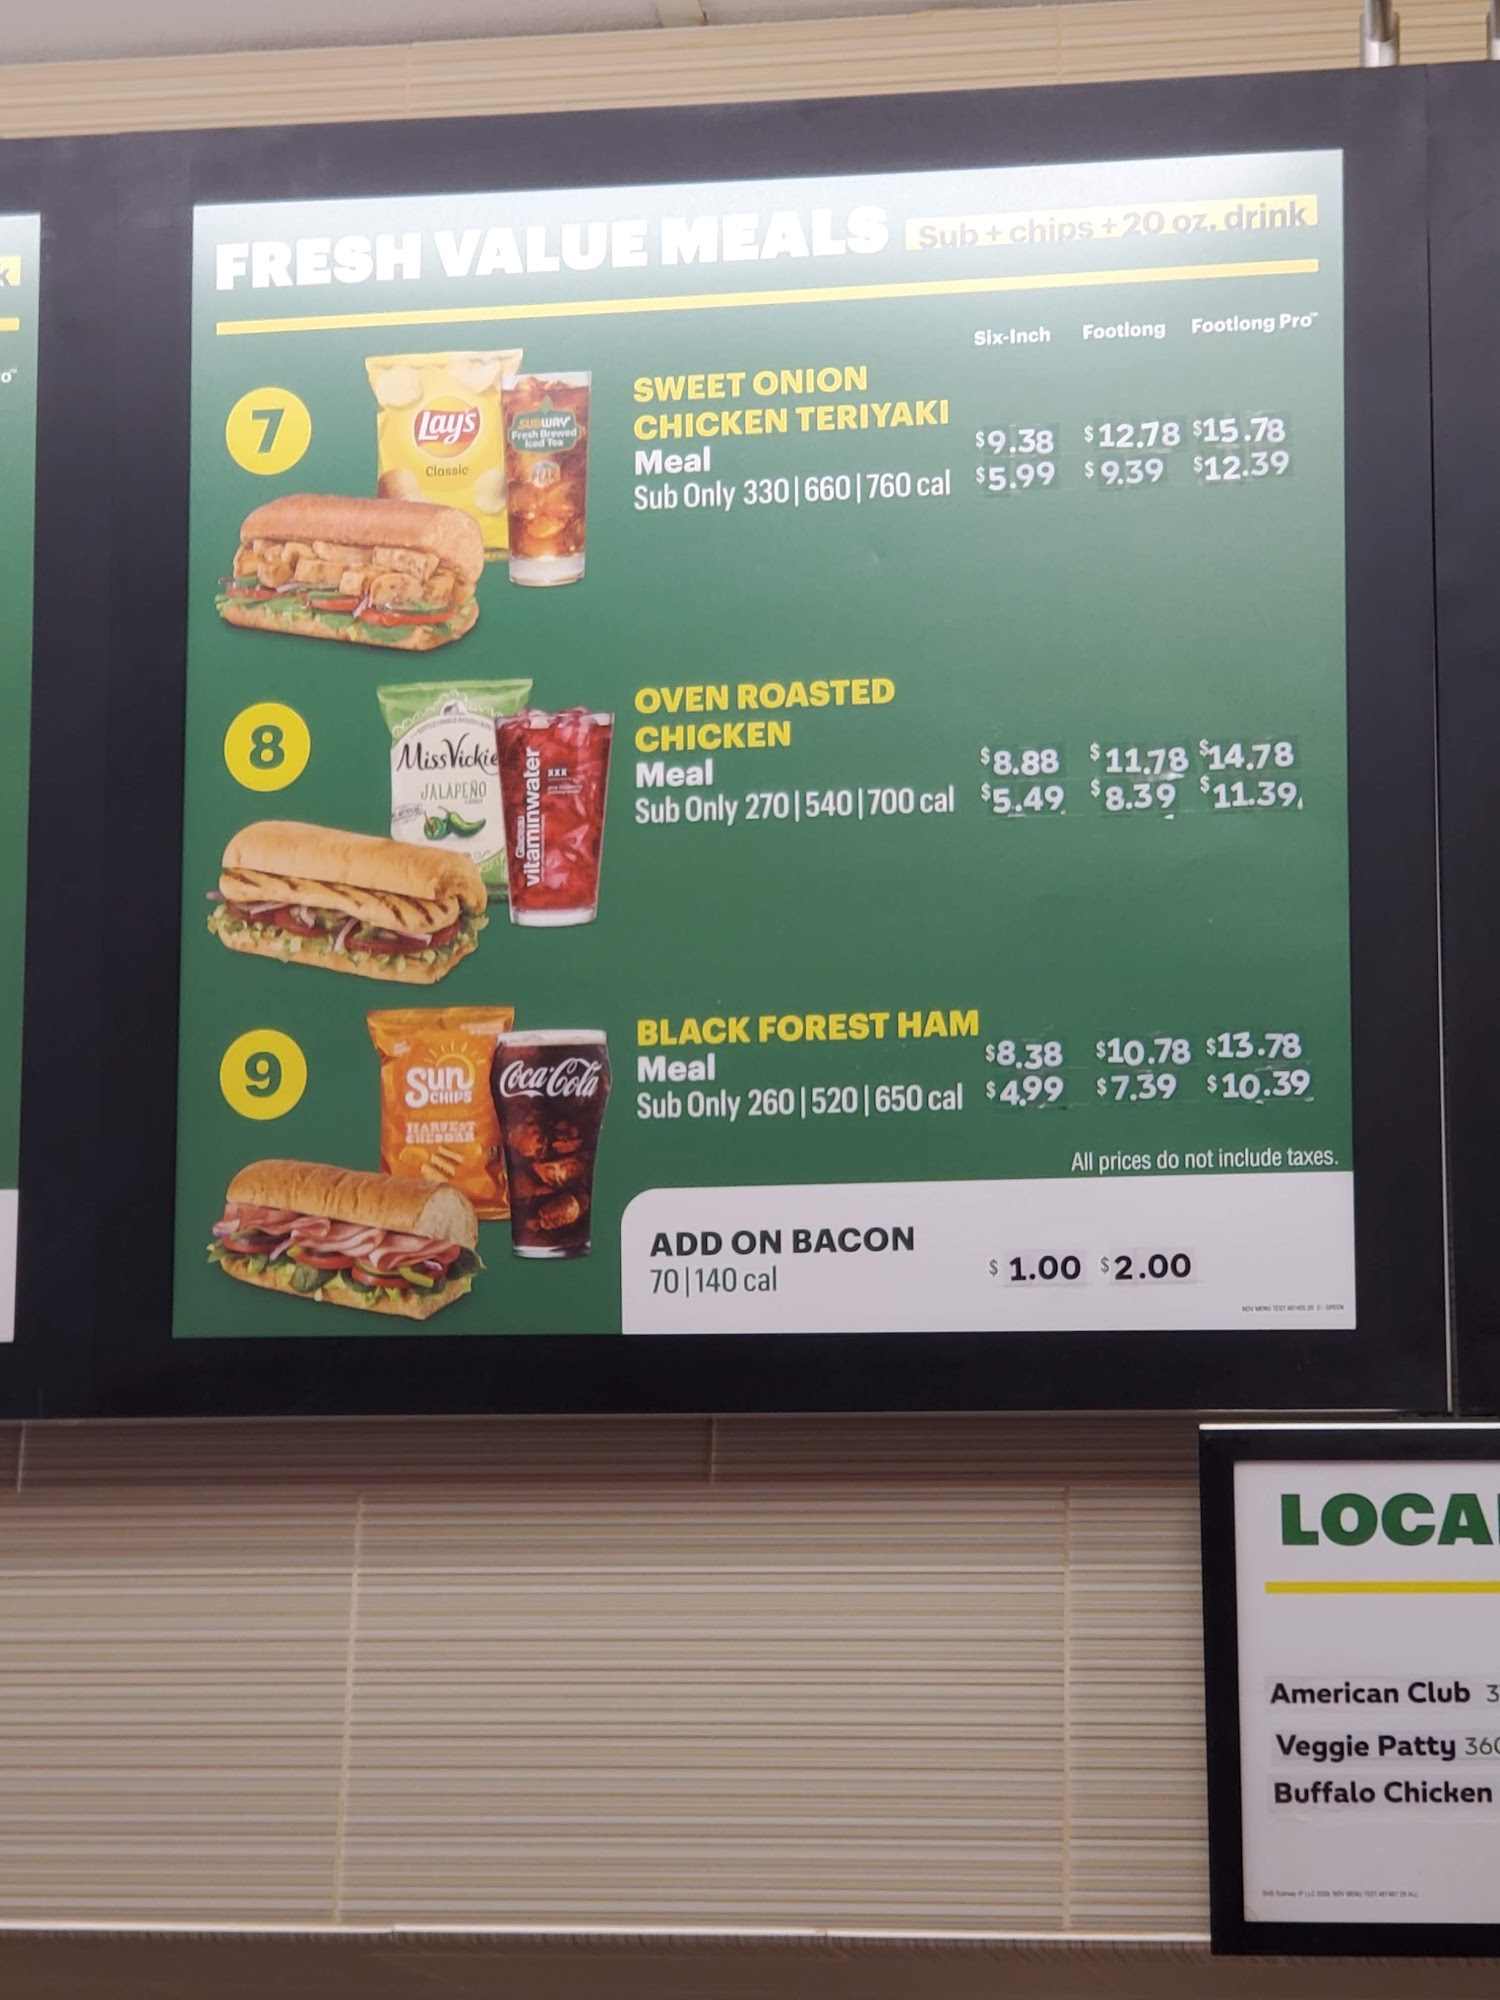 k
o™
FRESH VALUE MEALS Sub + chips + 20 oz. drink
Six-Inch Footlong Footlong Pro™
7
Lay's
Classic
SUBWAY
Fresh Brewed
Iced Tea
SWEET ONION
CHICKEN TERIYAKI
Meal $9.38 $12.78 $15.78
Sub Only 330|660|760 cal $5.99 $9.39 $12.39
8
Miss Vickie
JALAPEÑO
Glaceau
vitaminwater
XXX
OVEN ROASTED
CHICKEN
Meal $8.88 $11.78 $14.78
Sub Only 270|540|700 cal $5.49 $8.39 $11.39
9
Sun
CHIPS
HARVEST
CHEDDAR
Coca-Cola
BLACK FOREST HAM
Meal $8.38 $10.78 $13.78
Sub Only 260|520|650 cal $4.99 $7.39 $10.39
All prices do not include taxes.
ADD ON BACON
70|140 cal $1.00 $2.00
LOCA
American Club 3
Veggie Patty 360
Buffalo Chicken